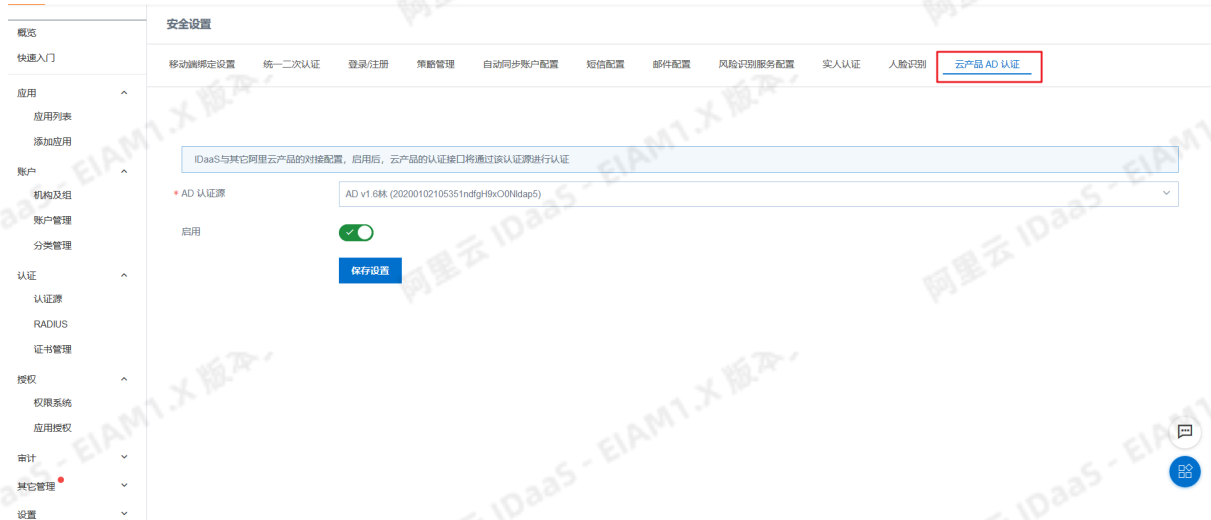 概览
快速入门
应用
应用列表
添加应用
账户
机构及组
账户管理
分类管理
认证
认证源
RADIUS
证书管理
授权
权限系统
应用授权
审计
其它管理
设置
安全设置
移动端绑定设置 统一二次认证 登录/注册 策略管理 自动同步账户配置 短信配置 邮件配置 风险识别服务配置 实人认证 人脸识别 云产品 AD 认证
IDaaS与其它阿里云产品的对接配置，启用后，云产品的认证接口将通过该认证源进行认证
* AD 认证源 AD v1.6林 (20200102105351ndfgH9xO0Nldap5)
启用
保存设置
阿里云 IDaaS - EIAM1.X 版本.
阿里云 IDaaS - EIAM1.X 版本.